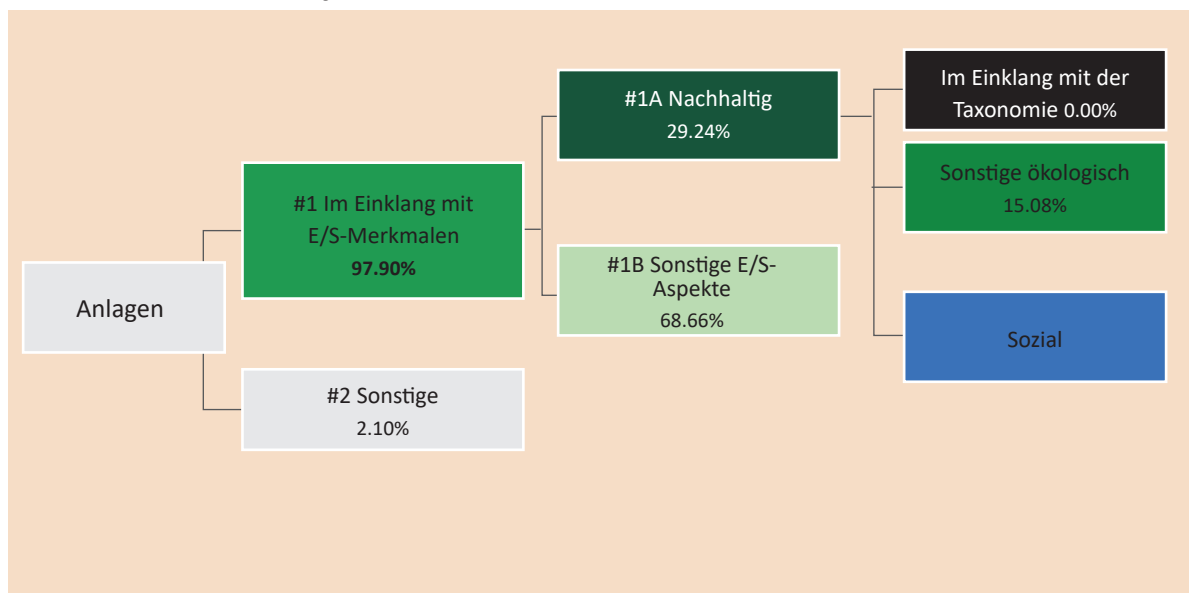 Anlagen
#1 Im Einklang mit
E/S-Merkmalen
97.90%
#2 Sonstige
2.10%
#1A Nachhaltig
29.24%
#1B Sonstige E/S-
Aspekte
68.66%
Im Einklang mit der
Taxonomie 0.00%
Sonstige ökologisch
15.08%
Sozial